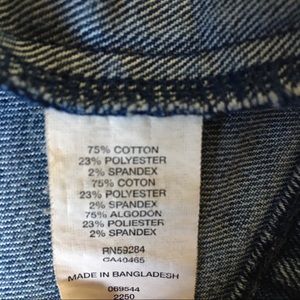 75% COTTON
23% POLYESTER
2% SPANDEX
75% COTON
23% POLYESTER
2% SPANDEX
75% ALGODÓN
23% POLIESTER
2% SPANDEX
RN59284
CA40465
MADE IN BANGLADESH
069544
2250